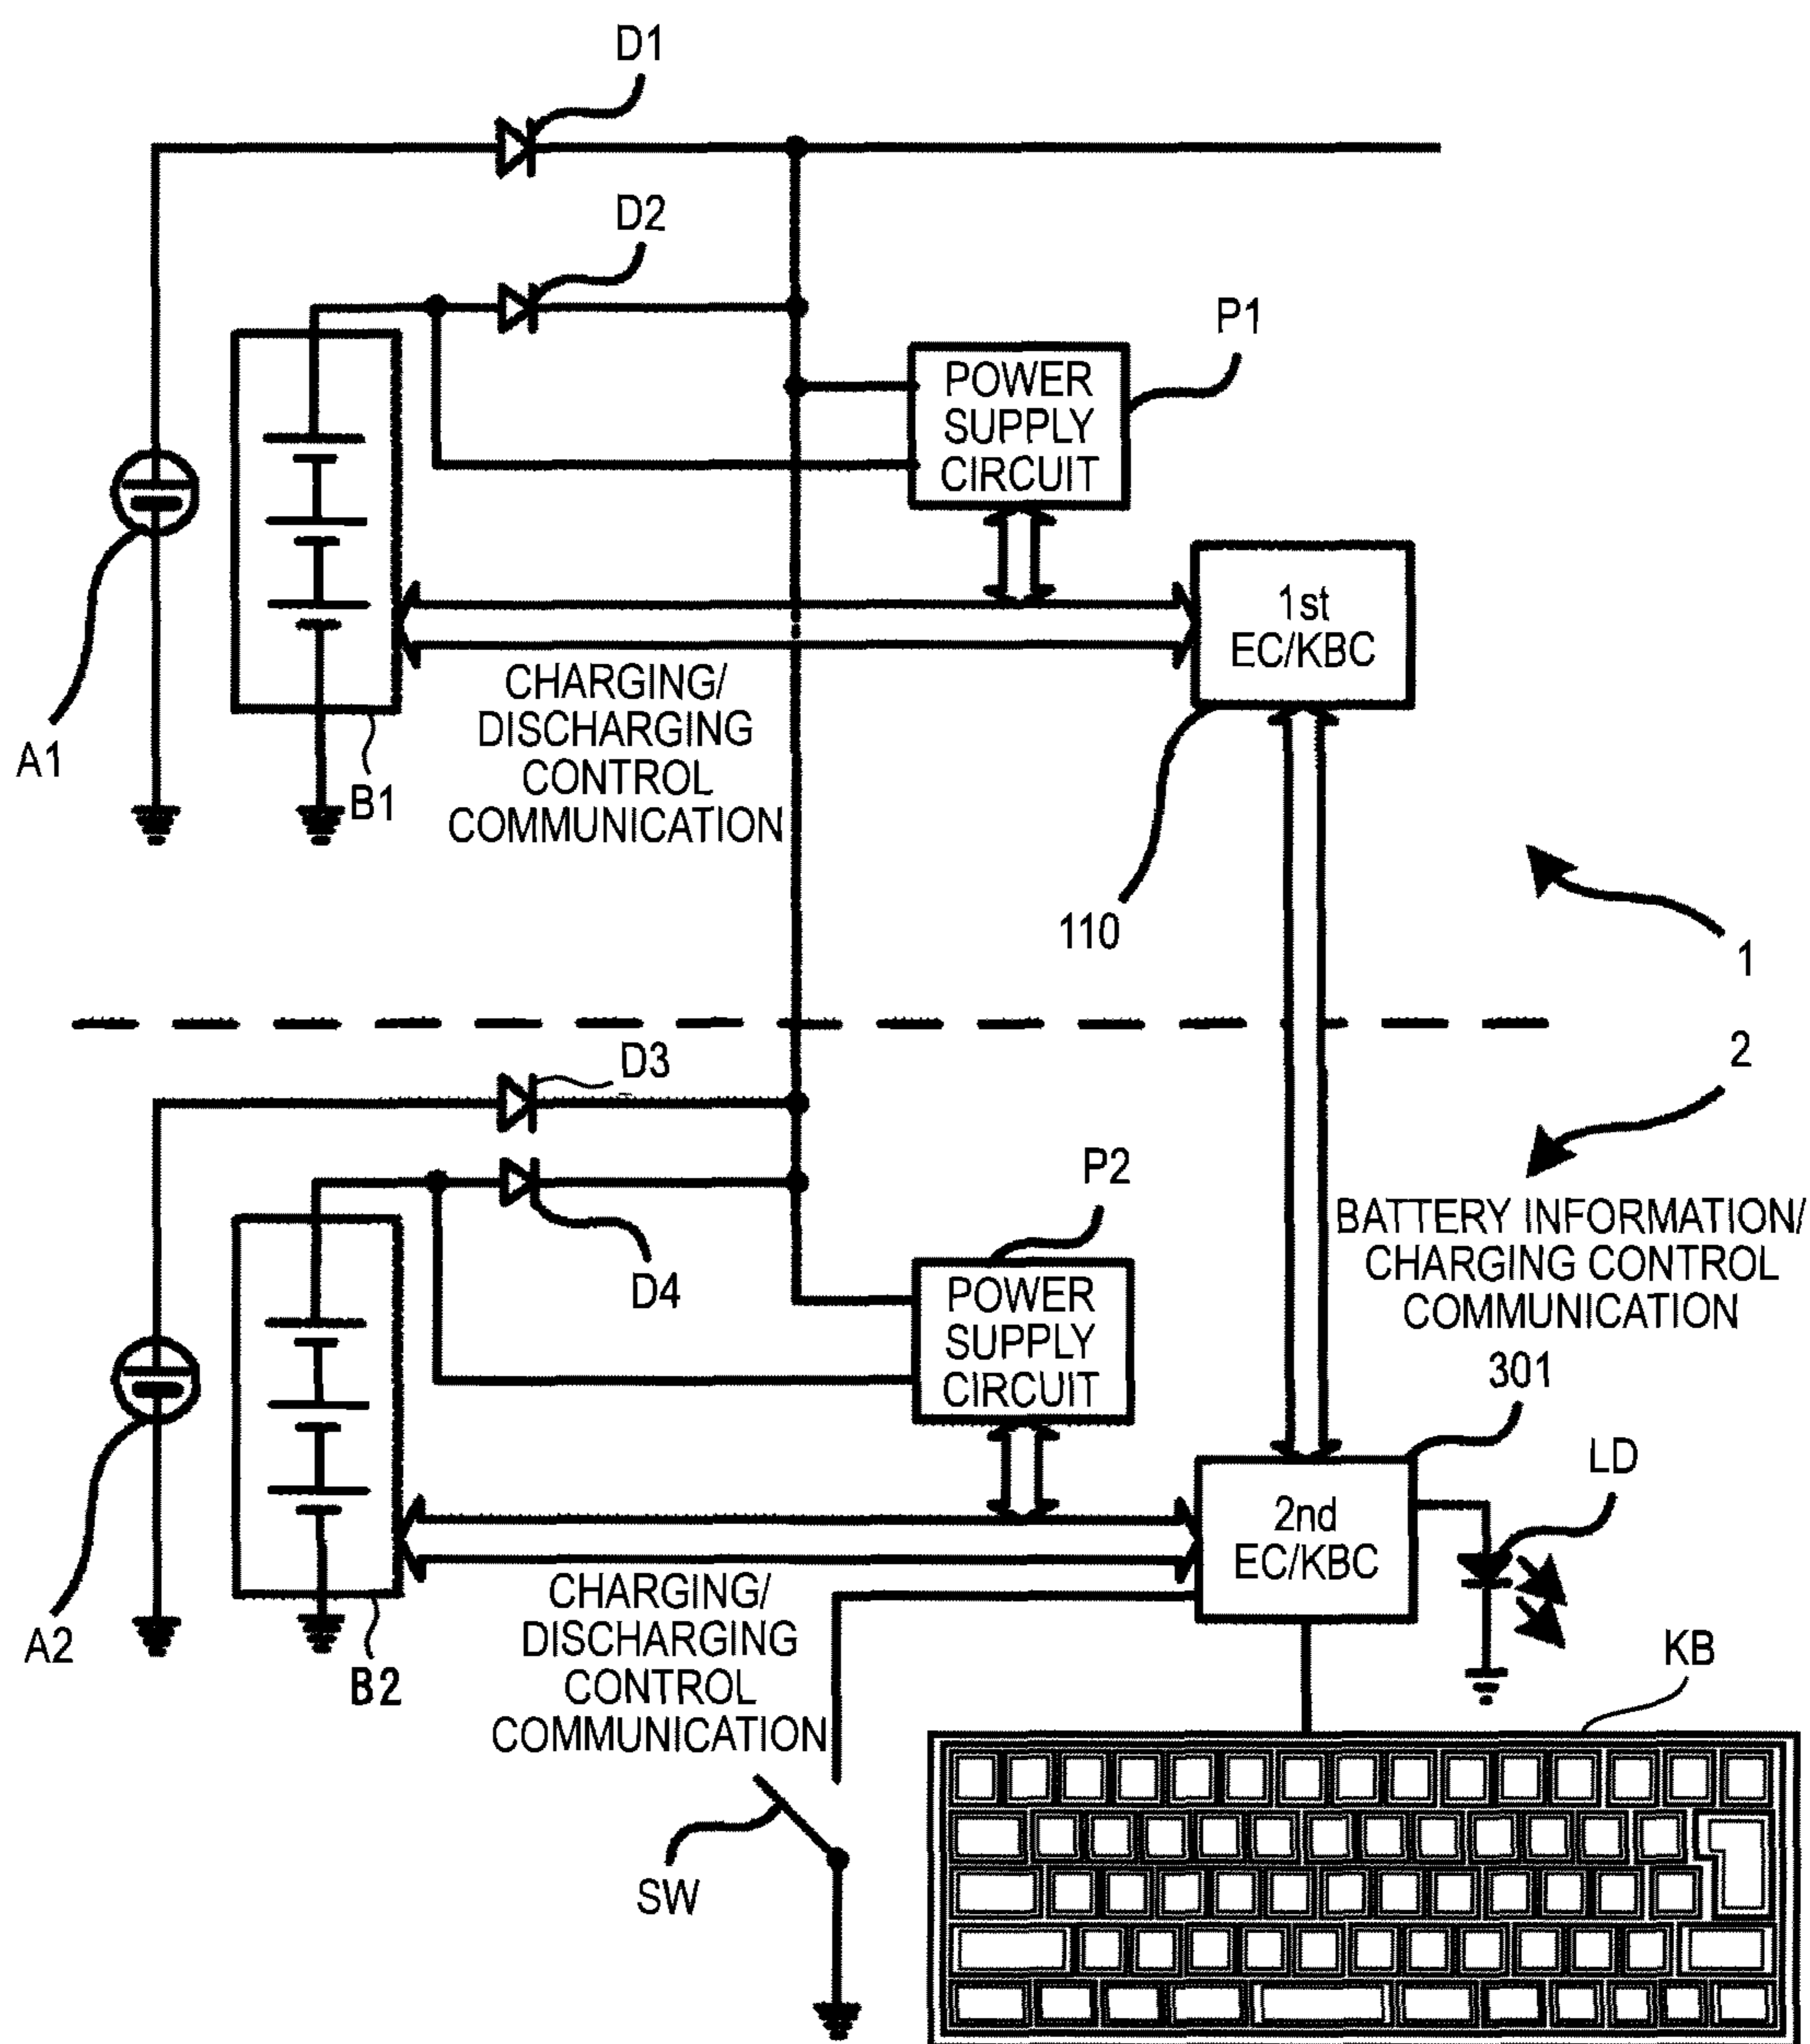 D1
D2
P1
POWER
SUPPLY
CIRCUIT
1st
EC/KBC
CHARGING/
DISCHARGING
CONTROL
COMMUNICATION
A1
B1
110
1
2
D3
D4
P2
POWER
SUPPLY
CIRCUIT
BATTERY INFORMATION/
CHARGING CONTROL
COMMUNICATION
301
LD
2nd
EC/KBC
CHARGING/
DISCHARGING
CONTROL
COMMUNICATION
A2
B2
KB
SW